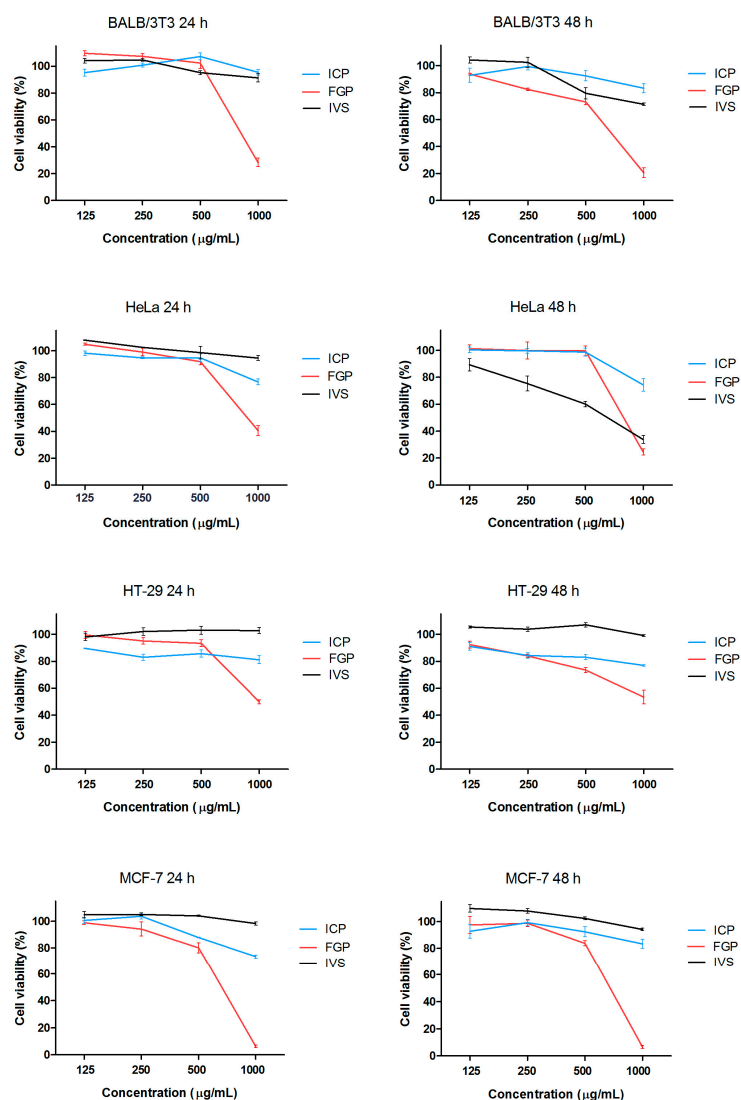 BALB/3T3 24 h
Cell viability (%)
100
80
60
40
20
0
125
250
500
1000
Concentration (μg/mL)
ICP
FGP
IVS
BALB/3T3 48 h
Cell viability (%)
100
80
60
40
20
0
125
250
500
1000
Concentration (μg/mL)
ICP
FGP
IVS
HeLa 24 h
Cell viability (%)
100
80
60
40
20
0
125
250
500
1000
Concentration (μg/mL)
ICP
FGP
IVS
HeLa 48 h
Cell viability (%)
100
80
60
40
20
0
125
250
500
1000
Concentration (μg/mL)
ICP
FGP
IVS
HT-29 24 h
Cell viability (%)
100
80
60
40
20
0
125
250
500
1000
Concentration (μg/mL)
ICP
FGP
IVS
HT-29 48 h
Cell viability (%)
100
80
60
40
20
0
125
250
500
1000
Concentration (μg/mL)
ICP
FGP
IVS
MCF-7 24 h
Cell viability (%)
100
80
60
40
20
0
125
250
500
1000
Concentration (μg/mL)
ICP
FGP
IVS
MCF-7 48 h
Cell viability (%)
100
80
60
40
20
0
125
250
500
1000
Concentration (μg/mL)
ICP
FGP
IVS